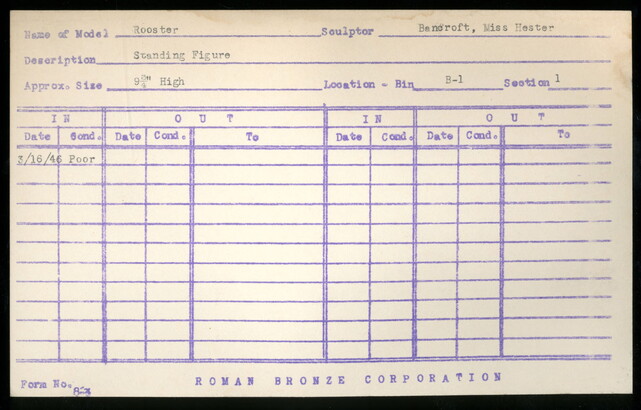 Name of Model Rooster Sculptor Bancroft, Miss Hester
Description Standing Figure
Approx. Size 9¾" High Location - Bin B-1 Section 1
IN OUT IN OUT
Date Cond. Date Cond. To Date Cond. Date Cond. To
3/16/46 Poor
Form No. ROMAN BRONZE CORPORATION